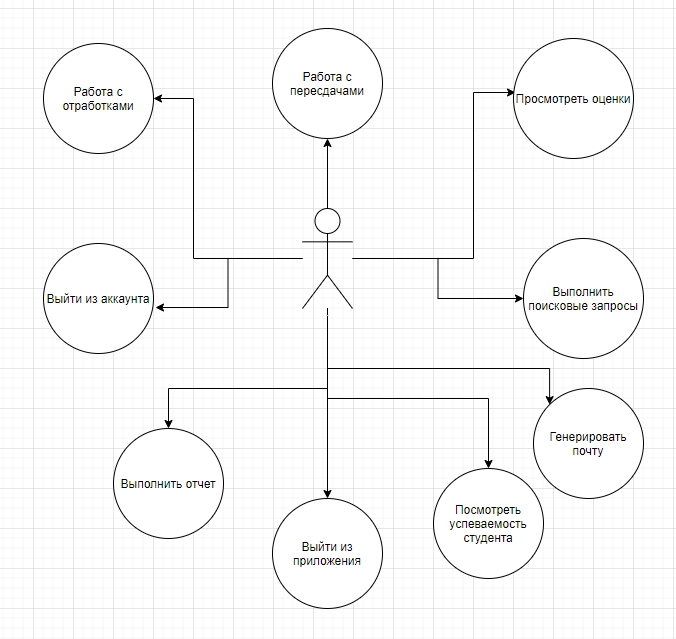 Работа с
отработками
Работа с
пересдачами
Просмотреть оценки
Выйти из аккаунта
Выполнить
поисковые запросы
Выполнить отчет
Выйти из
приложения
Посмотреть
успеваемость
студента
Генерировать
почту